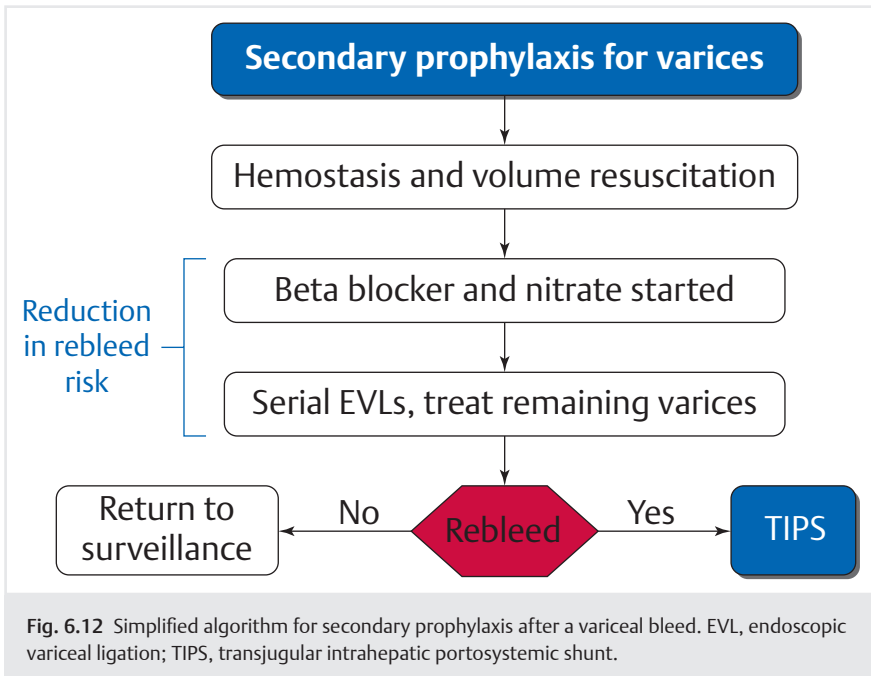 Secondary prophylaxis for varices
Hemostasis and volume resuscitation
Beta blocker and nitrate started
Reduction
in rebleed
risk
Serial EVLs, treat remaining varices
Return to
surveillance
No
Rebleed
Yes
TIPS
Fig. 6.12 Simplified algorithm for secondary prophylaxis after a variceal bleed. EVL, endoscopic
variceal ligation; TIPS, transjugular intrahepatic portosystemic shunt.